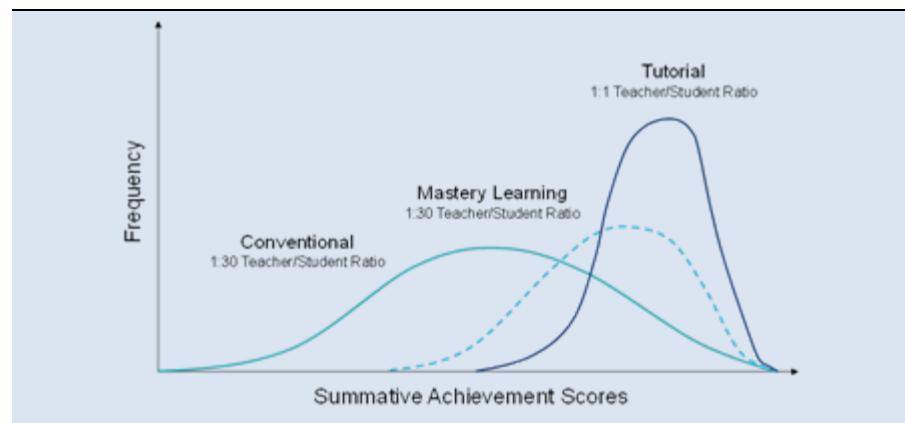 Tutorial
1:1 Teacher/Student Ratio
Mastery Learning
1:30 Teacher/Student Ratio
Conventional
1:30 Teacher/Student Ratio
Frequency
Summative Achievement Scores